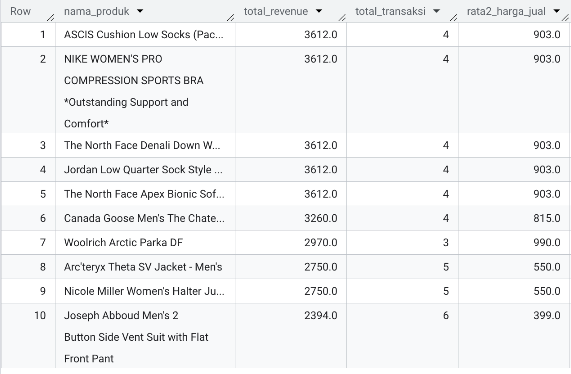 Row nama_produk total_revenue total_transaksi rata2_harga_jual
1 ASCIS Cushion Low Socks (Pac... 3612.0 4 903.0
2 NIKE WOMEN'S PRO 3612.0 4 903.0
COMPRESSION SPORTS BRA
*Outstanding Support and
Comfort*
3 The North Face Denali Down W... 3612.0 4 903.0
4 Jordan Low Quarter Sock Style ... 3612.0 4 903.0
5 The North Face Apex Bionic Sof... 3612.0 4 903.0
6 Canada Goose Men's The Chate... 3260.0 4 815.0
7 Woolrich Arctic Parka DF 2970.0 3 990.0
8 Arc'teryx Theta SV Jacket - Men's 2750.0 5 550.0
9 Nicole Miller Women's Halter Ju... 2750.0 5 550.0
10 Joseph Abboud Men's 2 2394.0 6 399.0
Button Side Vent Suit with Flat
Front Pant